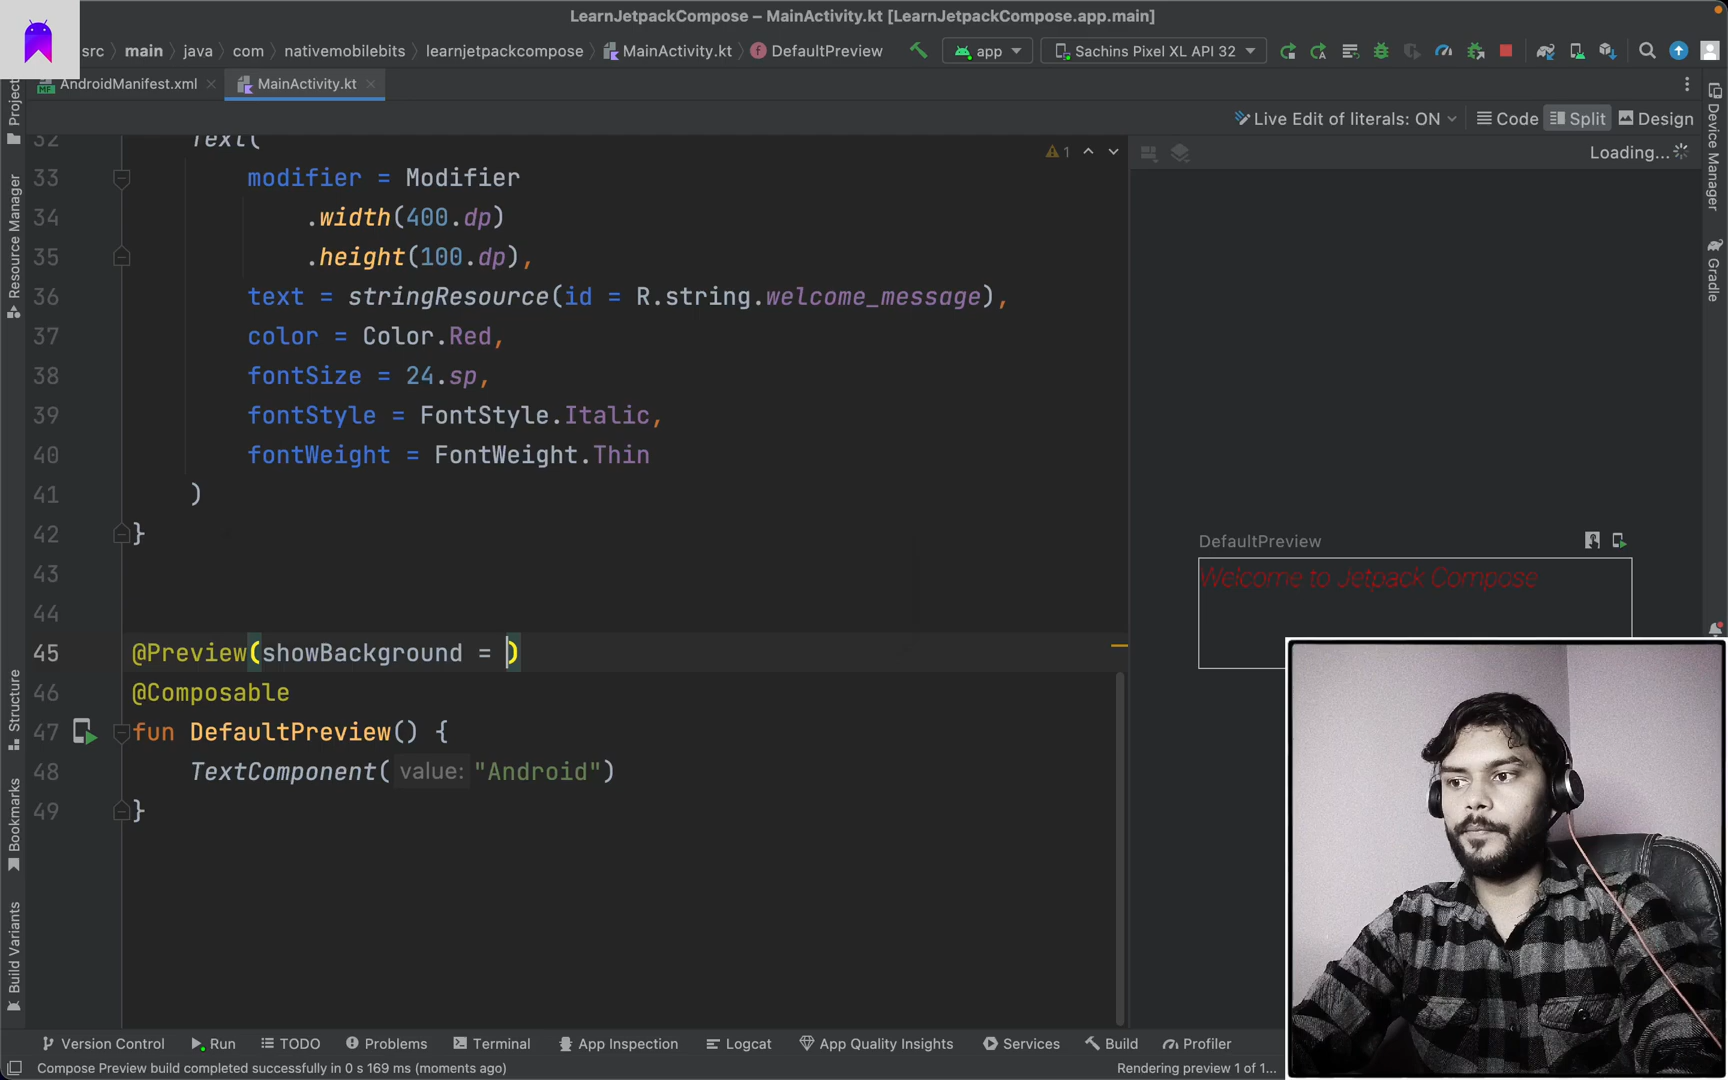 LearnJetpackCompose – MainActivity.kt [LearnJetpackCompose.app.main]
src main java com nativemobilebits learnjetpackcompose MainActivity.kt DefaultPreview app Sachins Pixel XL API 32
AndroidManifest.xml MainActivity.kt
Live Edit of literals: ON Code Split Design
Loading...
1
32 Text(
33 modifier = Modifier
34 .width(400.dp)
35 .height(100.dp),
36 text = stringResource(id = R.string.welcome_message),
37 color = Color.Red,
38 fontSize = 24.sp,
39 fontStyle = FontStyle.Italic,
40 fontWeight = FontWeight.Thin
41 )
42 }
43
44
45 @Preview(showBackground = )
46 @Composable
47 fun DefaultPreview() {
48 TextComponent( value: "Android")
49 }
DefaultPreview
Welcome to Jetpack Compose
Project
Resource Manager
Structure
Bookmarks
Build Variants
Device Manager
Gradle
Version Control Run TODO Problems Terminal App Inspection Logcat App Quality Insights Services Build Profiler
Compose Preview build completed successfully in 0 s 169 ms (moments ago)
Rendering preview 1 of 1...